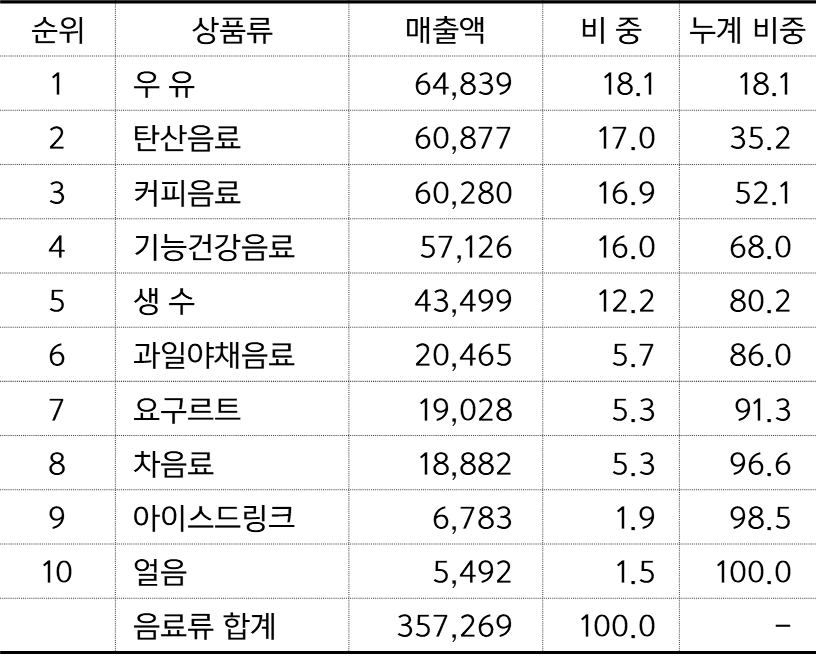 순위 상품류 매출액 비 중 누계 비중
1 우 유 64,839 18.1 18.1
2 탄산음료 60,877 17.0 35.2
3 커피음료 60,280 16.9 52.1
4 기능건강음료 57,126 16.0 68.0
5 생 수 43,499 12.2 80.2
6 과일야채음료 20,465 5.7 86.0
7 요구르트 19,028 5.3 91.3
8 차음료 18,882 5.3 96.6
9 아이스드링크 6,783 1.9 98.5
10 얼음 5,492 1.5 100.0
음료류 합계 357,269 100.0 -